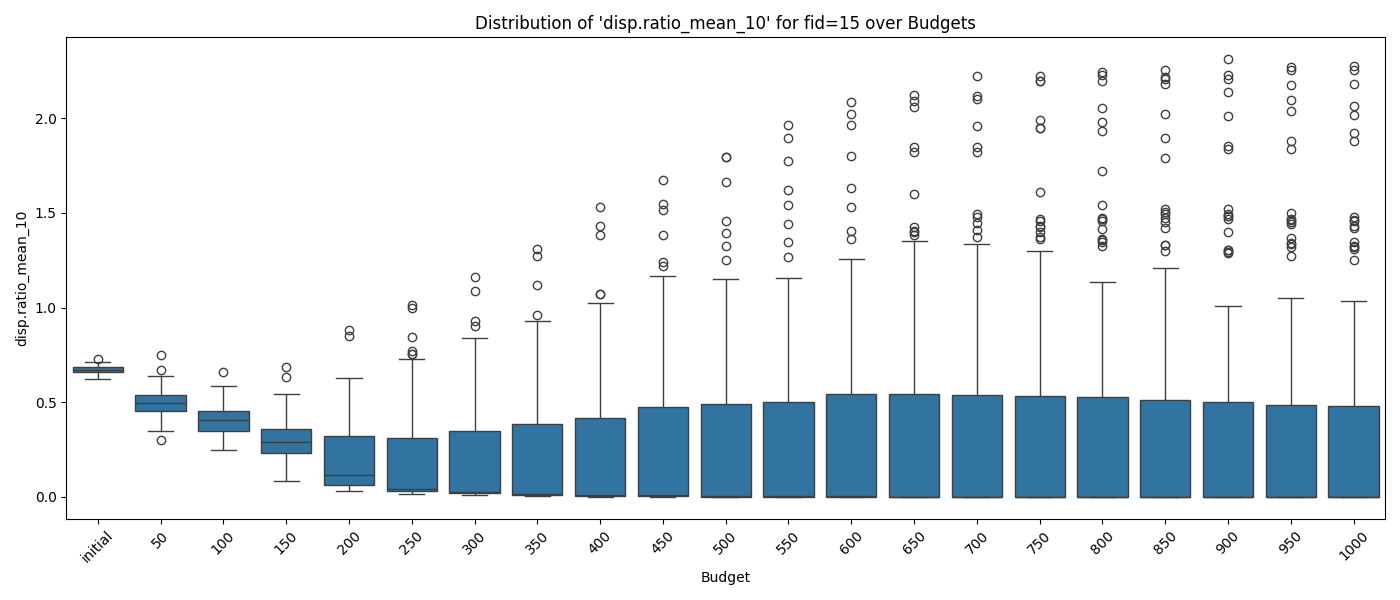 Distribution of 'disp.ratio_mean_10' for fid=15 over Budgets
disp.ratio_mean_10
2.0
1.5
1.0
0.5
0.0
initial 50 100 150 200 250 300 350 400 450 500 550 600 650 700 750 800 850 900 950 1000
Budget